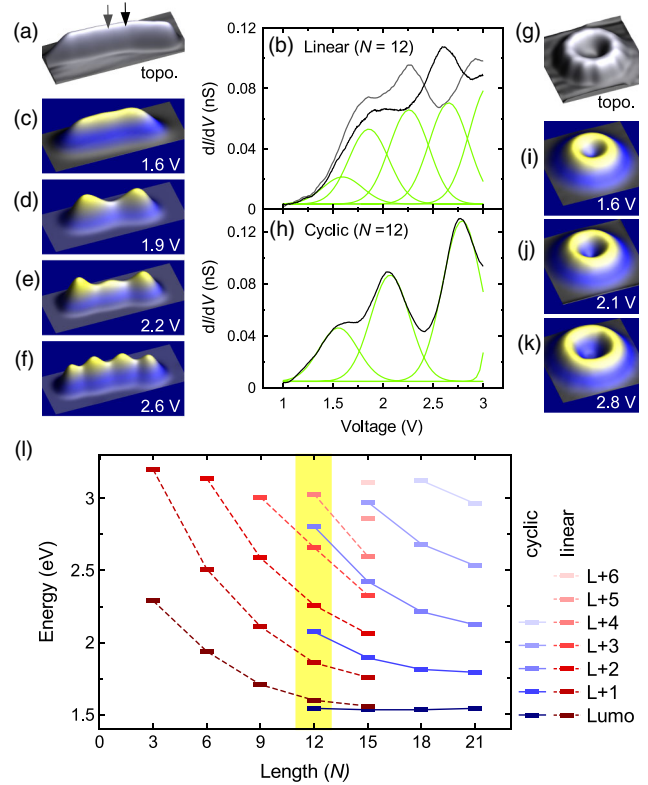 (a)
topo.
(c)
1.6 V
(d)
1.9 V
(e)
2.2 V
(f)
2.6 V
(b) Linear (N = 12)
dI/dV (nS)
0.12
0.08
0.04
0
(h) Cyclic (N =12)
dI/dV (nS)
0.12
0.08
0.04
0
1 1.5 2 2.5 3
Voltage (V)
(g)
topo.
(i)
1.6 V
(j)
2.1 V
(k)
2.8 V
(l)
Energy (eV)
3
2.5
2
1.5
0 3 6 9 12 15 18 21
Length (N)
cyclic
linear
L+6
L+5
L+4
L+3
L+2
L+1
Lumo